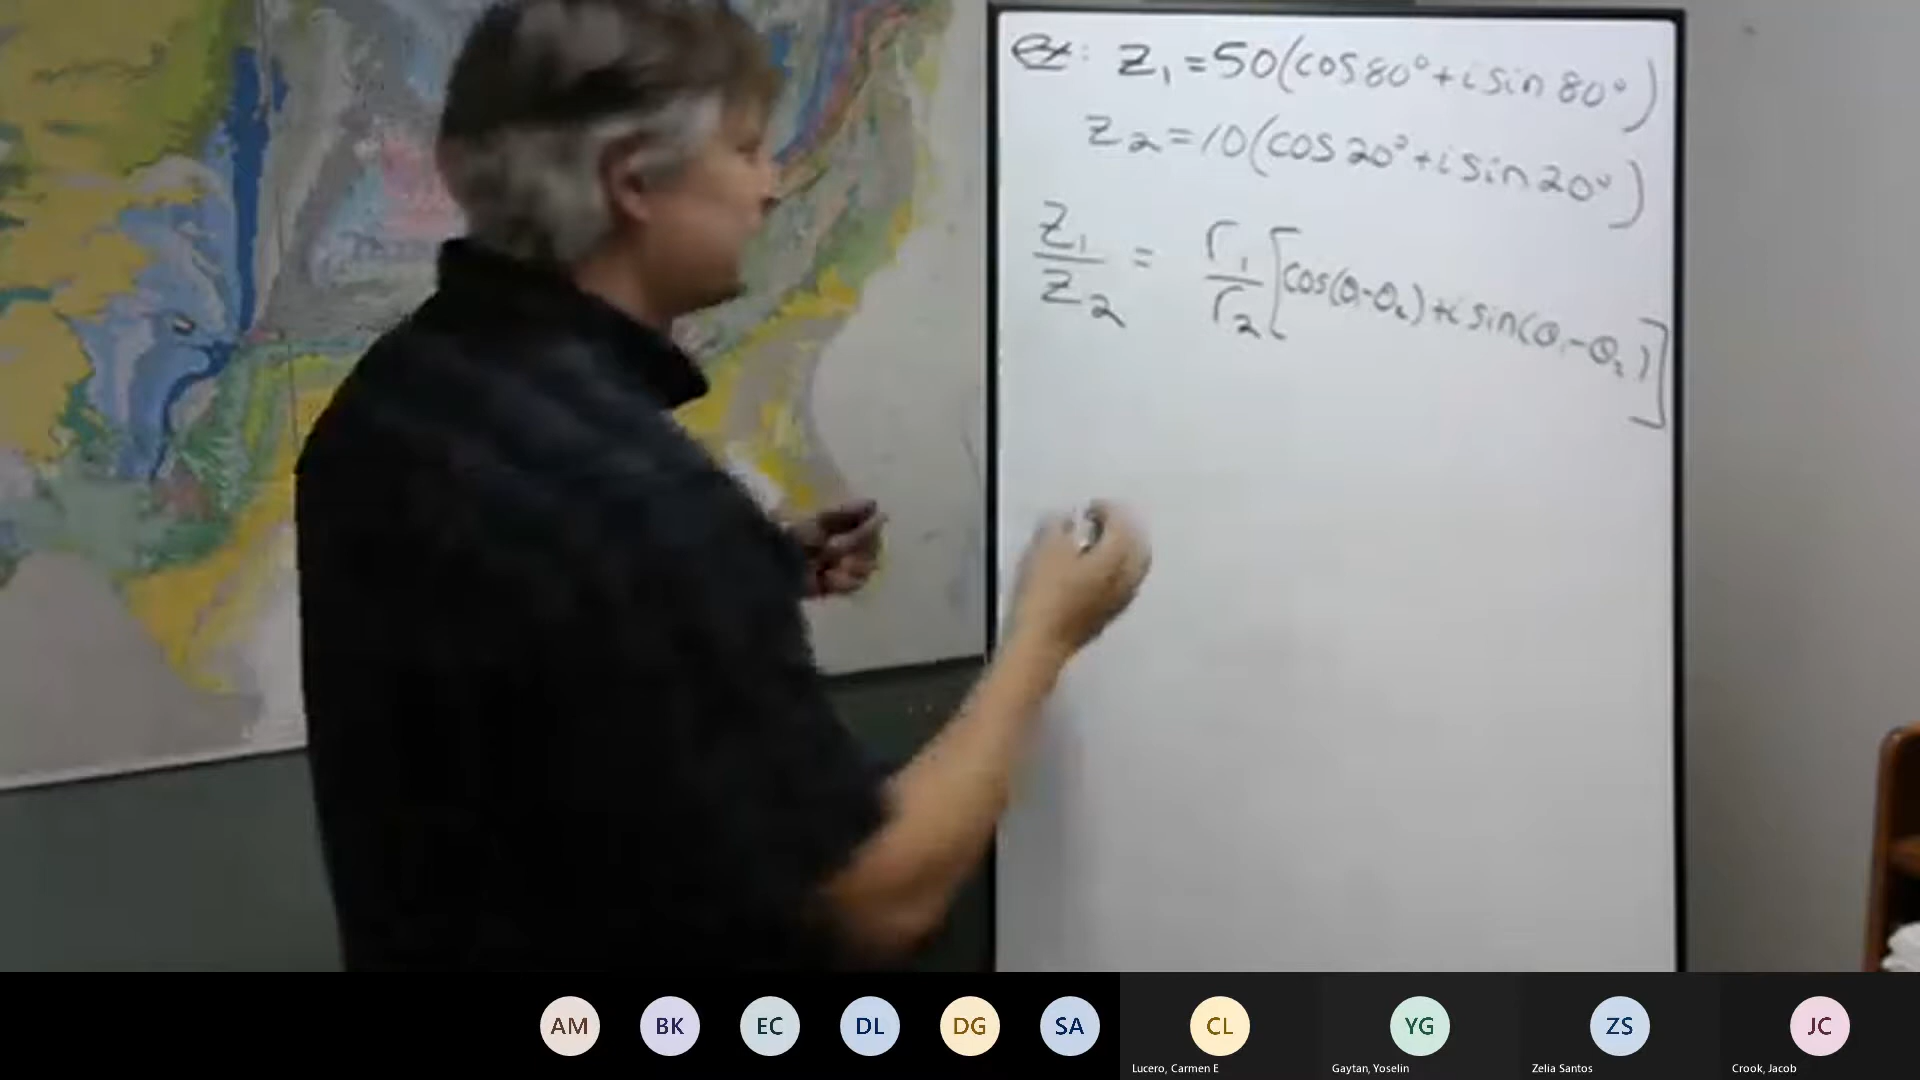 ex: z₁=50(cos80°+i sin 80°)
z₂=10(cos 20°+i sin 20°)
z₁/z₂ = r₁/r₂[cos(θ₁-θ₂)+i sin(θ₁-θ₂)]
AM BK EC DL DG SA CL YG ZS JC
Lucero, Carmen E Gaytan, Yoselin Zelia Santos Crook, Jacob